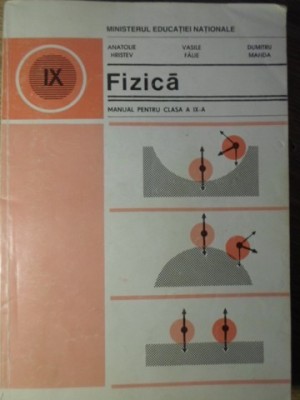 MINISTERUL EDUCAȚIEI NAȚIONALE
ANATOLIE HRISTEV
VASILE FĂLIE
DUMITRU MANDA
IX
Fizică
MANUAL PENTRU CLASA A IX-A